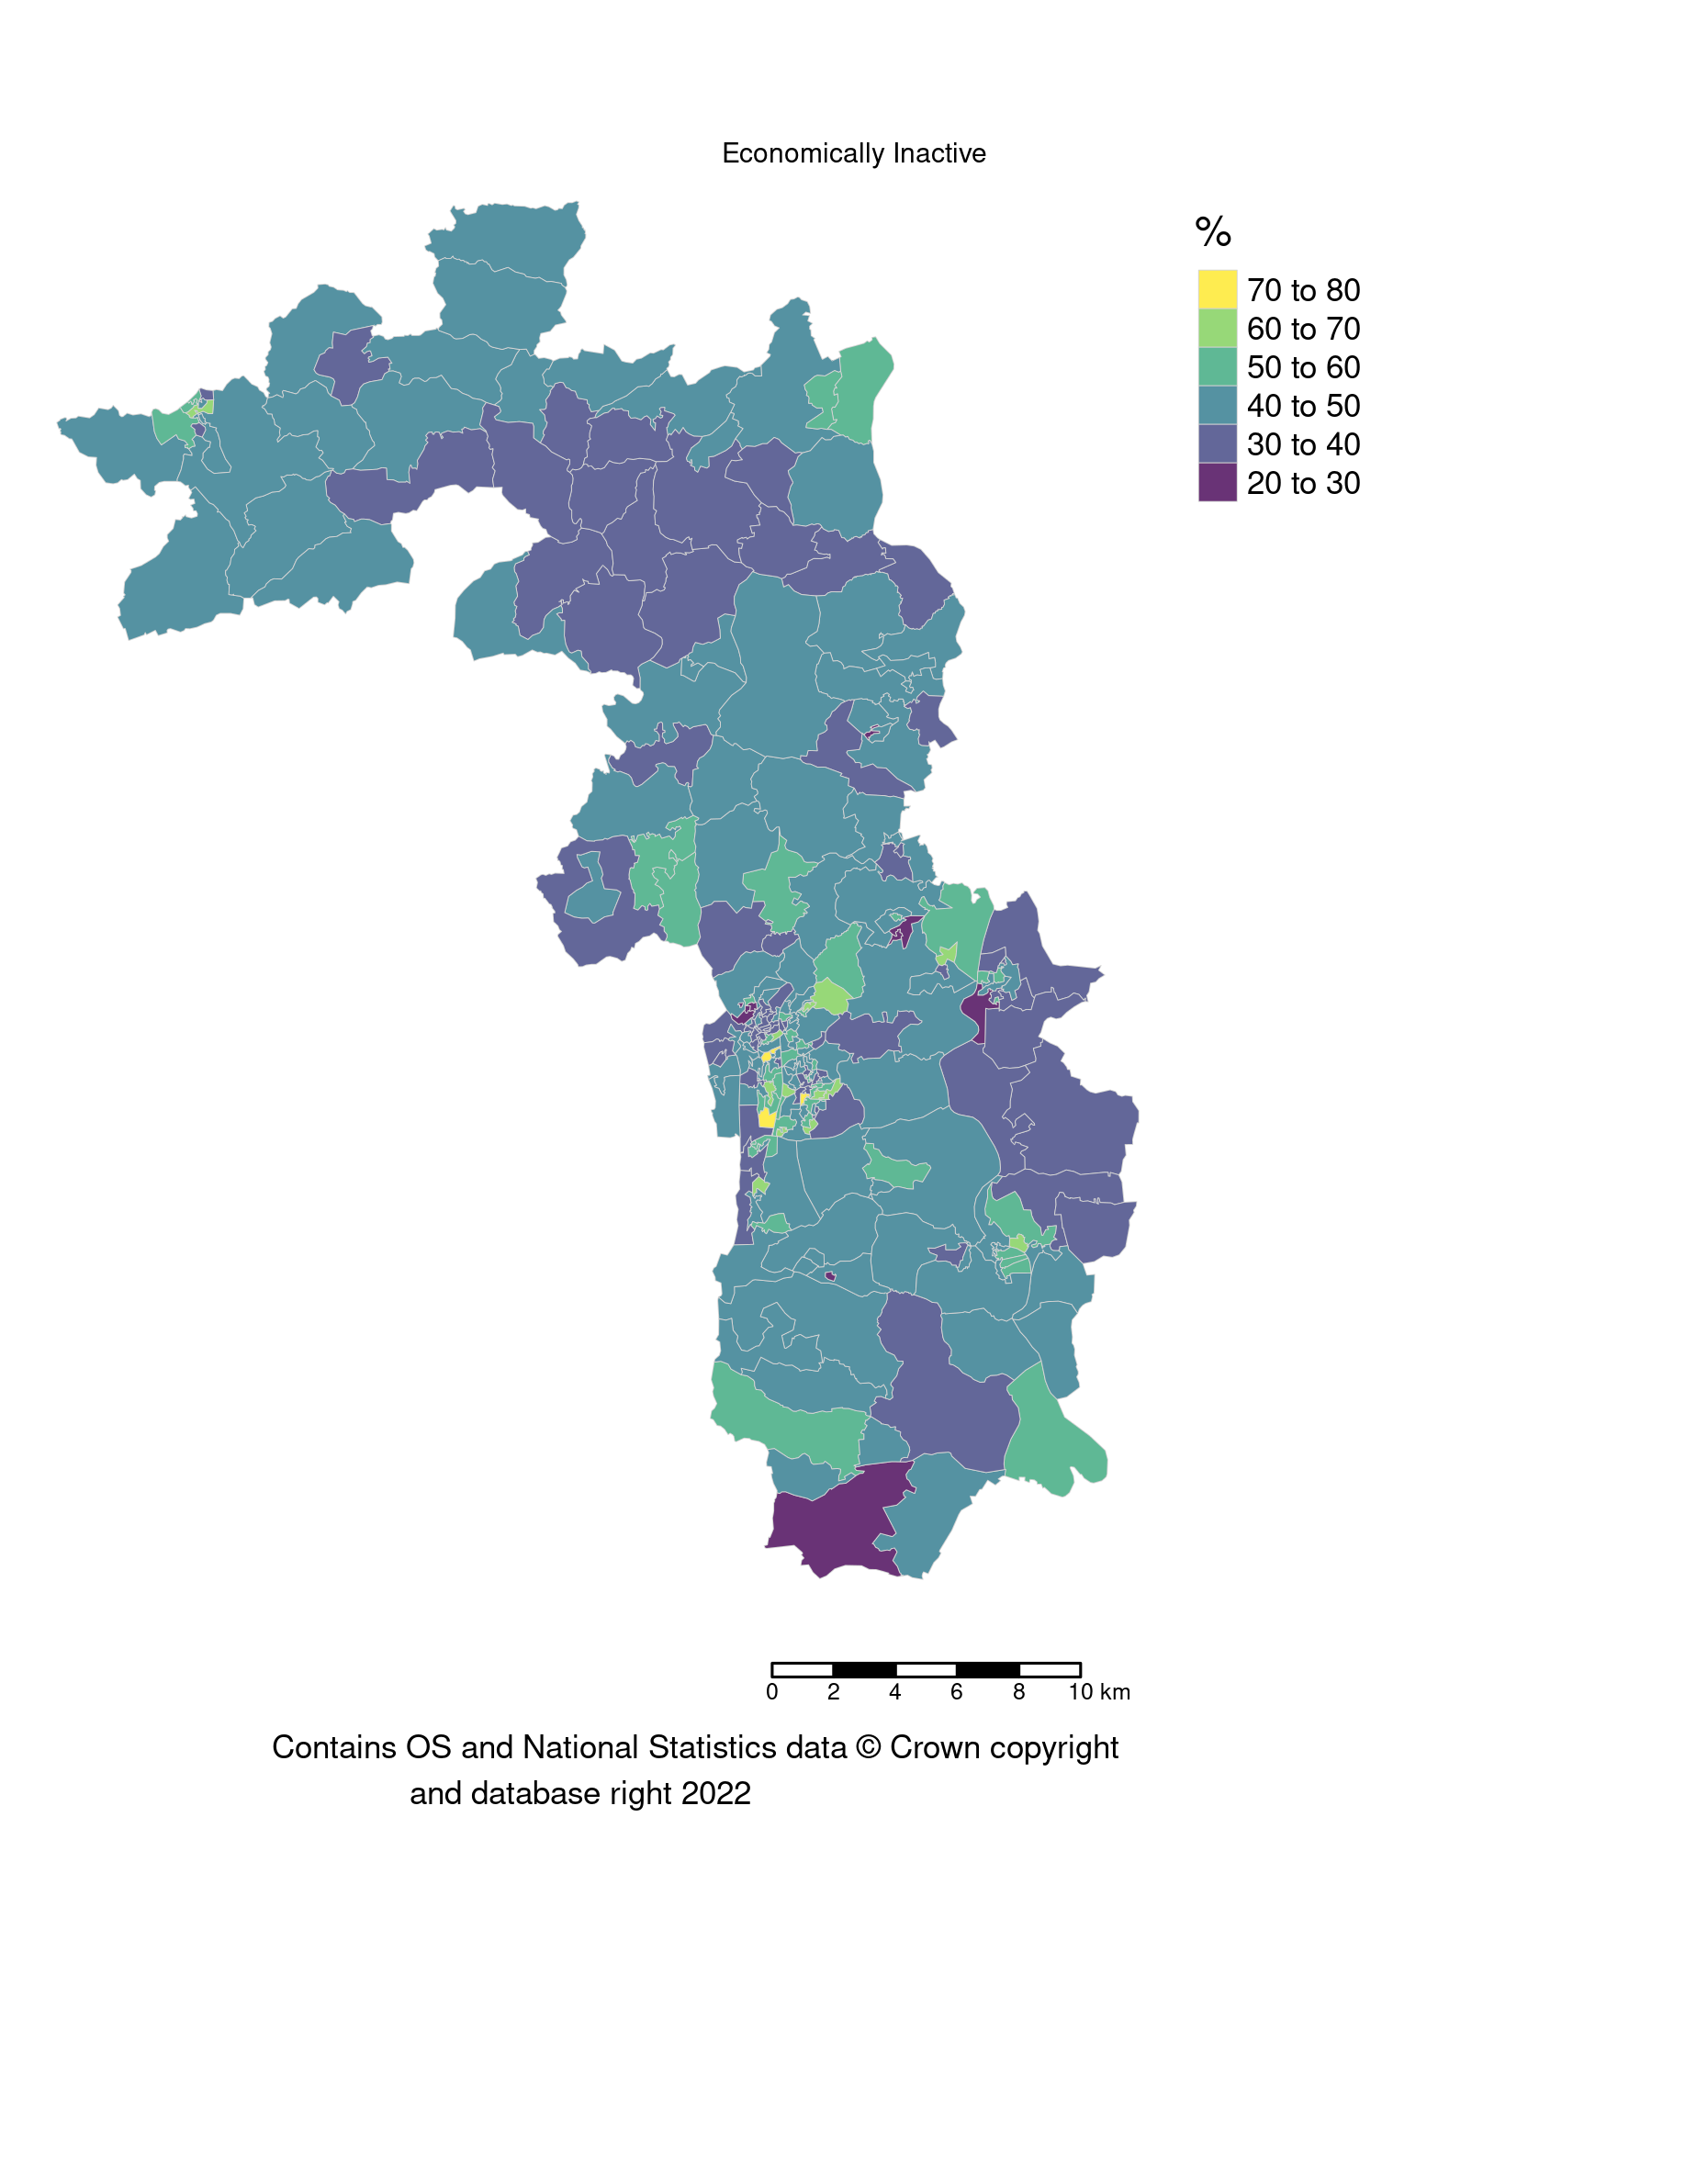 Economically Inactive
%
70 to 80
60 to 70
50 to 60
40 to 50
30 to 40
20 to 30
0 2 4 6 8 10 km
Contains OS and National Statistics data © Crown copyright
and database right 2022